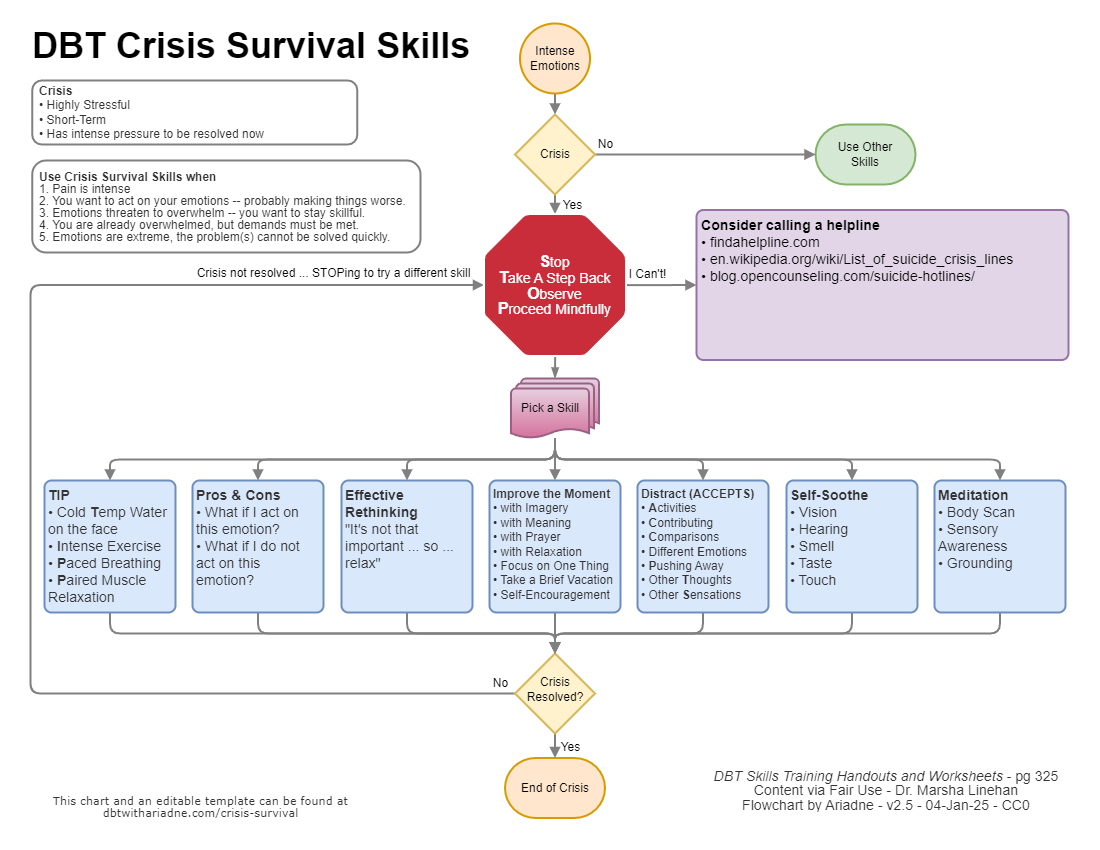 DBT Crisis Survival Skills
Crisis
• Highly Stressful
• Short-Term
• Has intense pressure to be resolved now
Use Crisis Survival Skills when
1. Pain is intense
2. You want to act on your emotions -- probably making things worse.
3. Emotions threaten to overwhelm -- you want to stay skillful.
4. You are already overwhelmed, but demands must be met.
5. Emotions are extreme, the problem(s) cannot be solved quickly.
Intense
Emotions
Crisis
No
Use Other
Skills
Yes
Stop
Take A Step Back
Observe
Proceed Mindfully
Crisis not resolved ... STOPing to try a different skill
I Can't!
Consider calling a helpline
• findahelpline.com
• en.wikipedia.org/wiki/List_of_suicide_crisis_lines
• blog.opencounseling.com/suicide-hotlines/
Pick a Skill
TIP
• Cold Temp Water
on the face
• Intense Exercise
• Paced Breathing
• Paired Muscle
Relaxation
Pros & Cons
• What if I act on
this emotion?
• What if I do not
act on this
emotion?
Effective
Rethinking
"It's not that
important ... so ...
relax"
Improve the Moment
• with Imagery
• with Meaning
• with Prayer
• with Relaxation
• Focus on One Thing
• Take a Brief Vacation
• Self-Encouragement
Distract (ACCEPTS)
• Activities
• Contributing
• Comparisons
• Different Emotions
• Pushing Away
• Other Thoughts
• Other Sensations
Self-Soothe
• Vision
• Hearing
• Smell
• Taste
• Touch
Meditation
• Body Scan
• Sensory
Awareness
• Grounding
Crisis
Resolved?
No
Yes
End of Crisis
This chart and an editable template can be found at
dbtwithariadne.com/crisis-survival
DBT Skills Training Handouts and Worksheets - pg 325
Content via Fair Use - Dr. Marsha Linehan
Flowchart by Ariadne - v2.5 - 04-Jan-25 - CC0